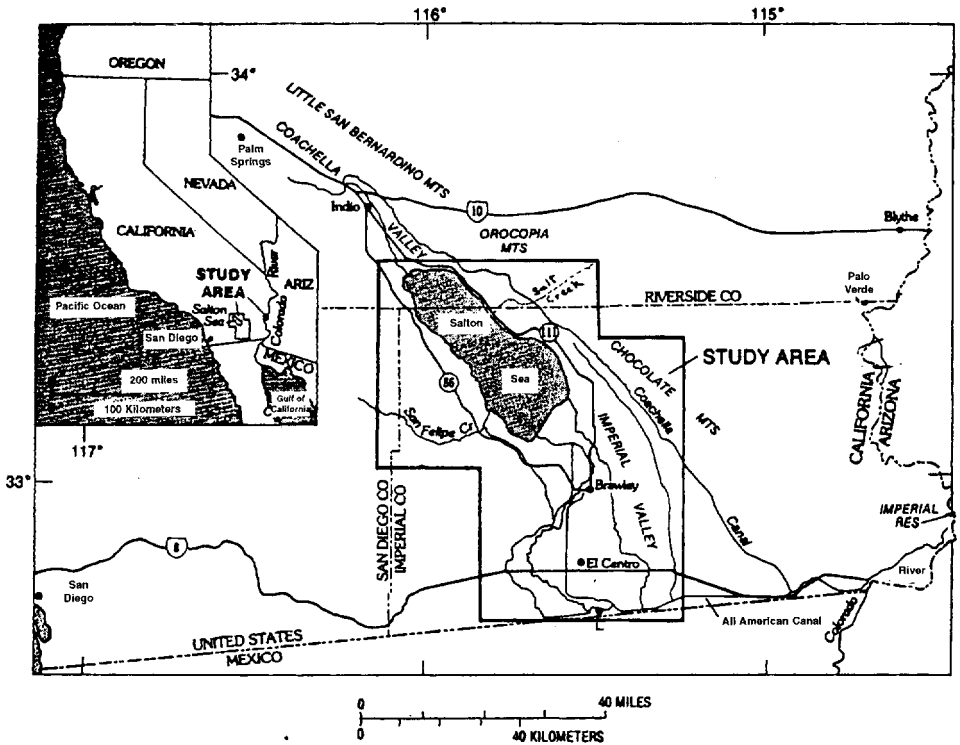 116°
115°
OREGON
34°
LITTLE SAN BERNARDINO MTS
COACHELLA
VALLEY
Palm
Springs
NEVADA
Indio
10
Blythe
CALIFORNIA
OROCOPIA
MTS
River
STUDY
AREA
ARIZ
Salt
Creek
Palo
Verde
Pacific Ocean
Salton
Sea
Colorado
RIVERSIDE CO
San Diego
MEXICO
Salton
Sea
111
CHOCOLATE
MTS
STUDY AREA
200 miles
100 Kilometers
Gulf of
California
86
San Felipe Cr
Coachella
Canal
IMPERIAL
VALLEY
CALIFORNIA
ARIZONA
117°
33°
SAN DIEGO CO
IMPERIAL CO
Brawley
IMPERIAL
RES
8
El Centro
River
San
Diego
All American Canal
Colorado
UNITED STATES
MEXICO
0 40 MILES
0 40 KILOMETERS